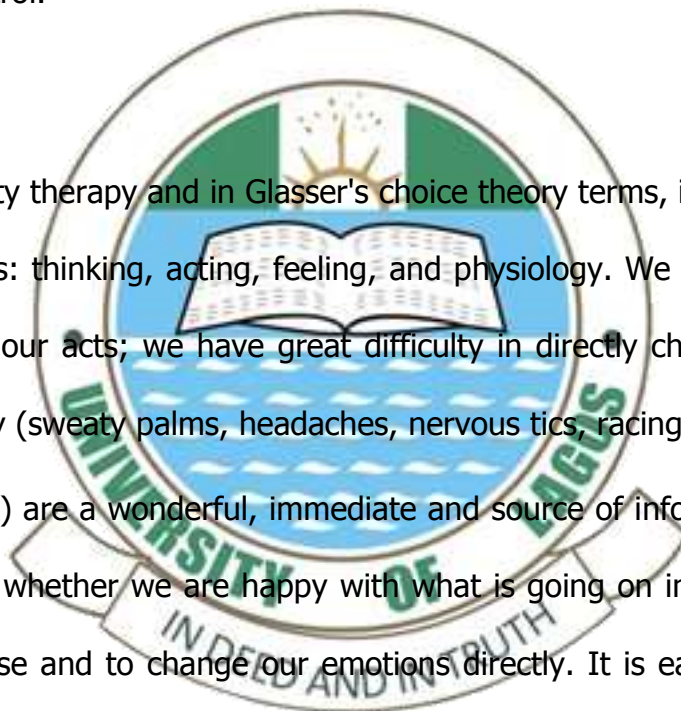 rol.
ty therapy and in Glasser's choice theory terms, i
s: thinking, acting, feeling, and physiology. We
our acts; we have great difficulty in directly ch
y (sweaty palms, headaches, nervous tics, racing
) are a wonderful, immediate and source of info
whether we are happy with what is going on in
se and to change our emotions directly. It is ea
UNIVERSITY OF LAGOS
IN DEED AND IN TRUTH